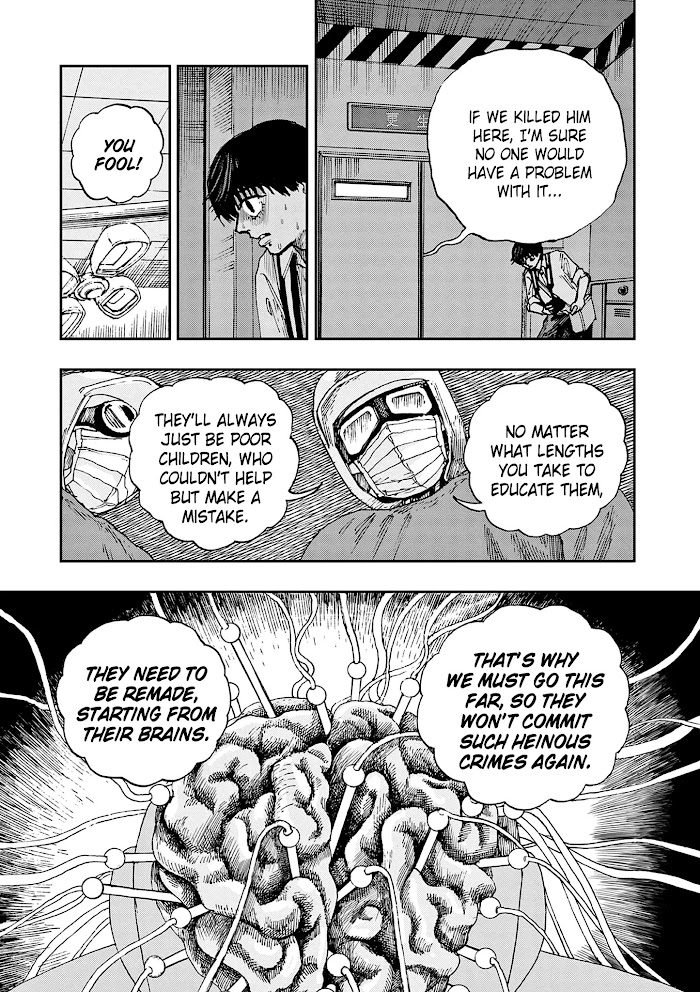 更生
IF WE KILLED HIM
HERE, I'M SURE
NO ONE WOULD
HAVE A PROBLEM
WITH IT...
YOU
FOOL!
NO MATTER
WHAT LENGTHS
YOU TAKE TO
EDUCATE THEM,
THEY'LL ALWAYS
JUST BE POOR
CHILDREN, WHO
COULDN'T HELP
BUT MAKE A
MISTAKE.
THAT'S WHY
WE MUST GO THIS
FAR, SO THEY
WON'T COMMIT
SUCH HEINOUS
CRIMES AGAIN.
THEY NEED TO
BE REMADE,
STARTING FROM
THEIR BRAINS.